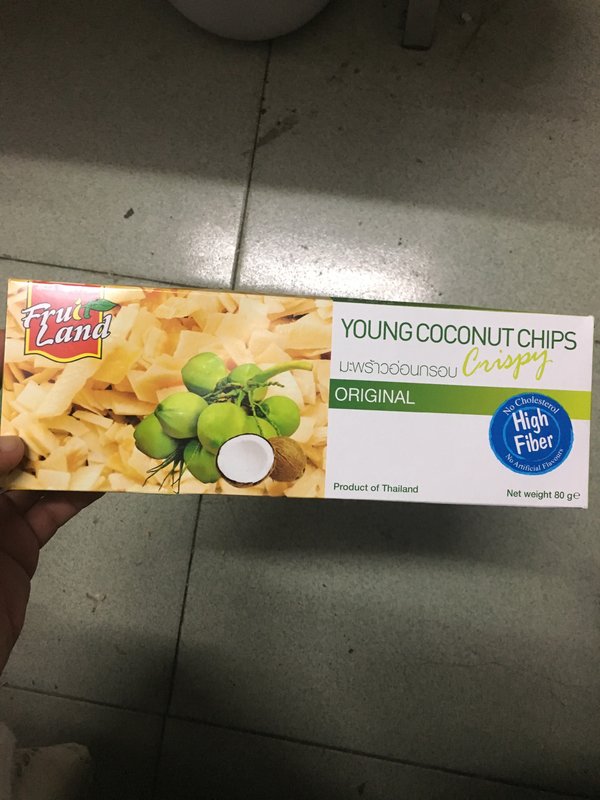 Fruit
Land
YOUNG COCONUT CHIPS
มะพร้าวอ่อนกรอบ Crispy
ORIGINAL
No Cholesterol
High
Fiber
No Artificial Flavours
Product of Thailand
Net weight 80 g℮